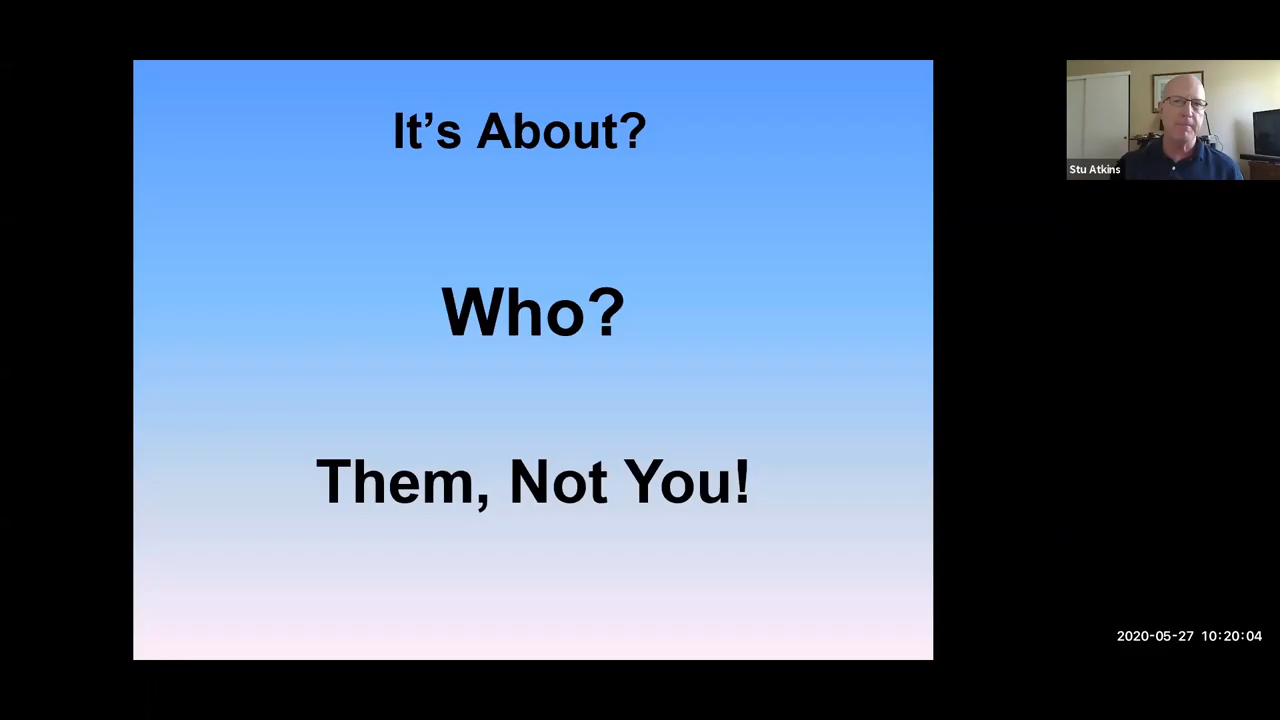 It's About?
Who?
Them, Not You!
Stu Atkins
2020-05-27 10:20:04